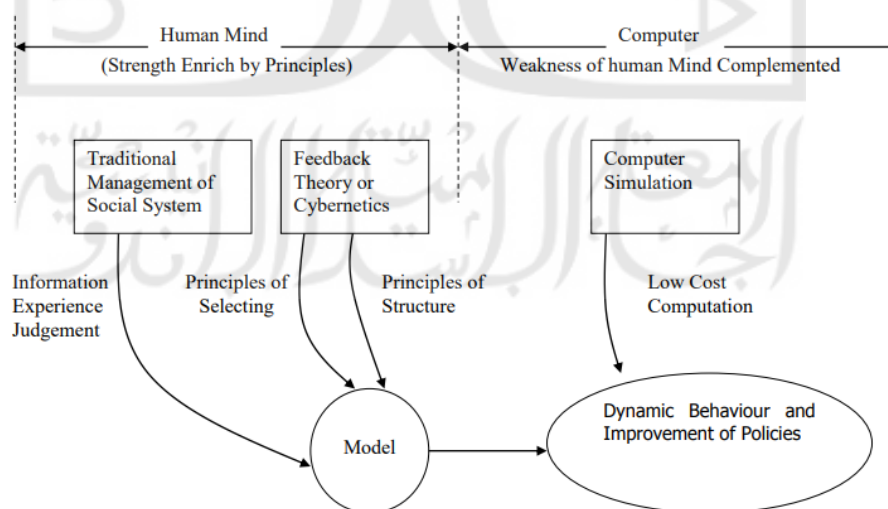 Human Mind
(Strength Enrich by Principles)
Computer
Weakness of human Mind Complemented
Traditional
Management of
Social System
Feedback
Theory or
Cybernetics
Computer
Simulation
Information
Experience
Judgement
Principles of
Selecting
Principles of
Structure
Low Cost
Computation
Model
Dynamic Behaviour and
Improvement of Policies